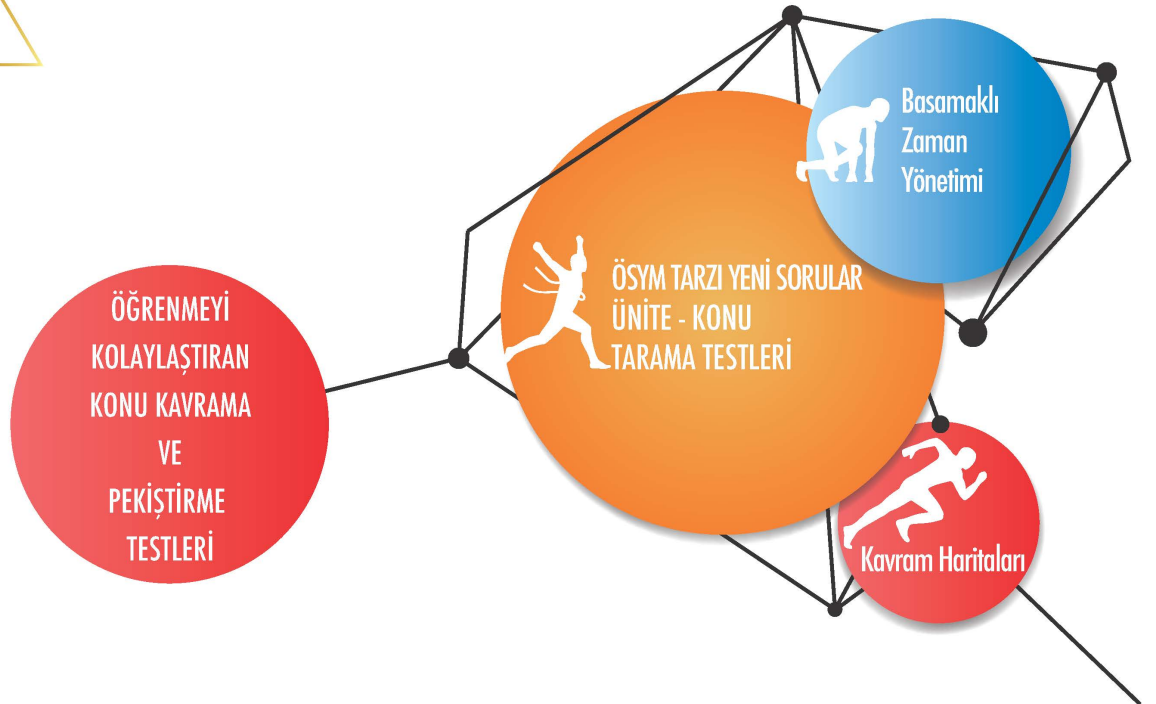 Basamaklı
Zaman
Yönetimi
ÖSYM TARZI YENİ SORULAR
ÜNİTE - KONU
TARAMA TESTLERİ
ÖĞRENMEYİ
KOLAYLAŞTIRAN
KONU KAVRAMA
VE
PEKİŞTİRME
TESTLERİ
Kavram Haritaları